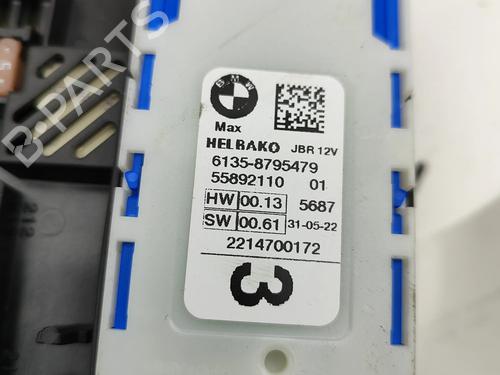 BMW
Max
HELBAKO JBR 12V
6135-8795479
55892110 01
HW 00.13 5687
SW 00.61 31-05-22
2214700172
3
B-PARTS